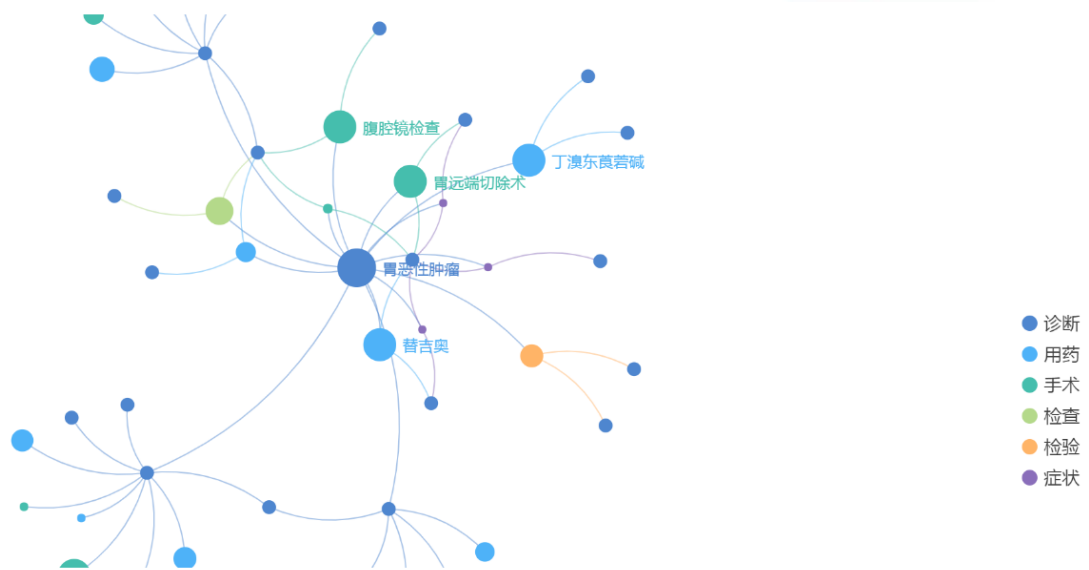 腹腔镜检查
丁溴东莨菪碱
胃远端切除术
胃恶性肿瘤
替吉奥
诊断
用药
手术
检查
检验
症状